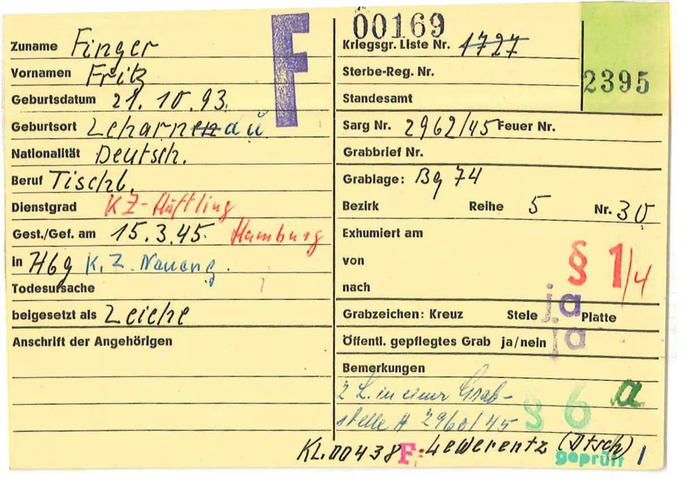 00169
F
2395
Zuname Finger
Vornamen Fritz
Geburtsdatum 21. 10. 93.
Geburtsort
Nationalität Deutsch.
Beruf Tischl.
Dienstgrad KZ-Häftling
Gest./Gef. am 15.3.45. Hamburg
in Hbg K.Z. Neueng.
Todesursache
beigesetzt als Leiche
Anschrift der Angehörigen
Kriegsgr. Liste Nr. 1727
Sterbe-Reg. Nr.
Standesamt
Sarg Nr. 2962/45 Feuer Nr.
Grabbrief Nr.
Grablage: Bq 74
Bezirk Reihe 5 Nr. 30
Exhumiert am
von
nach
§ 1/4
Grabzeichen: Kreuz Stele ja Platte
Öffentl. gepflegtes Grab ja/nein ja
Bemerkungen
2 L. in einer Grab-
stelle A 2960/45
§ 6 a
KL.00438 F: Lewerentz (Dtsch) 1
geprüft